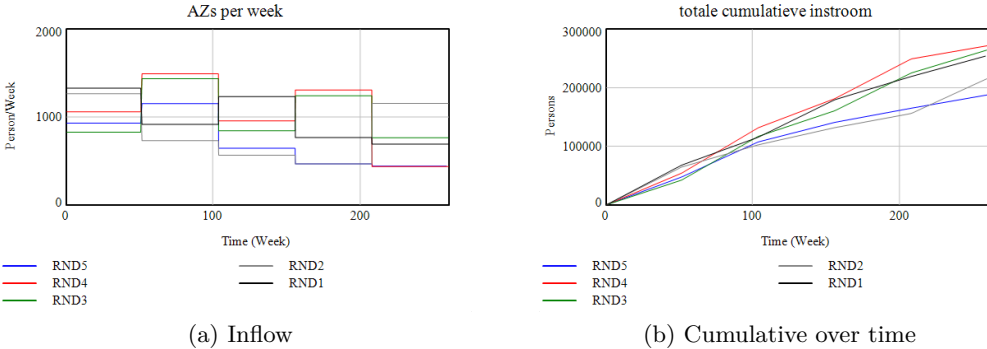 AZs per week
2000
1000
0
Person/Week
0 100 200
Time (Week)
RND5 RND2
RND4 RND1
RND3
(a) Inflow
totale cumulatieve instroom
300000
200000
100000
0
Persons
0 100 200
Time (Week)
RND5 RND2
RND4 RND1
RND3
(b) Cumulative over time